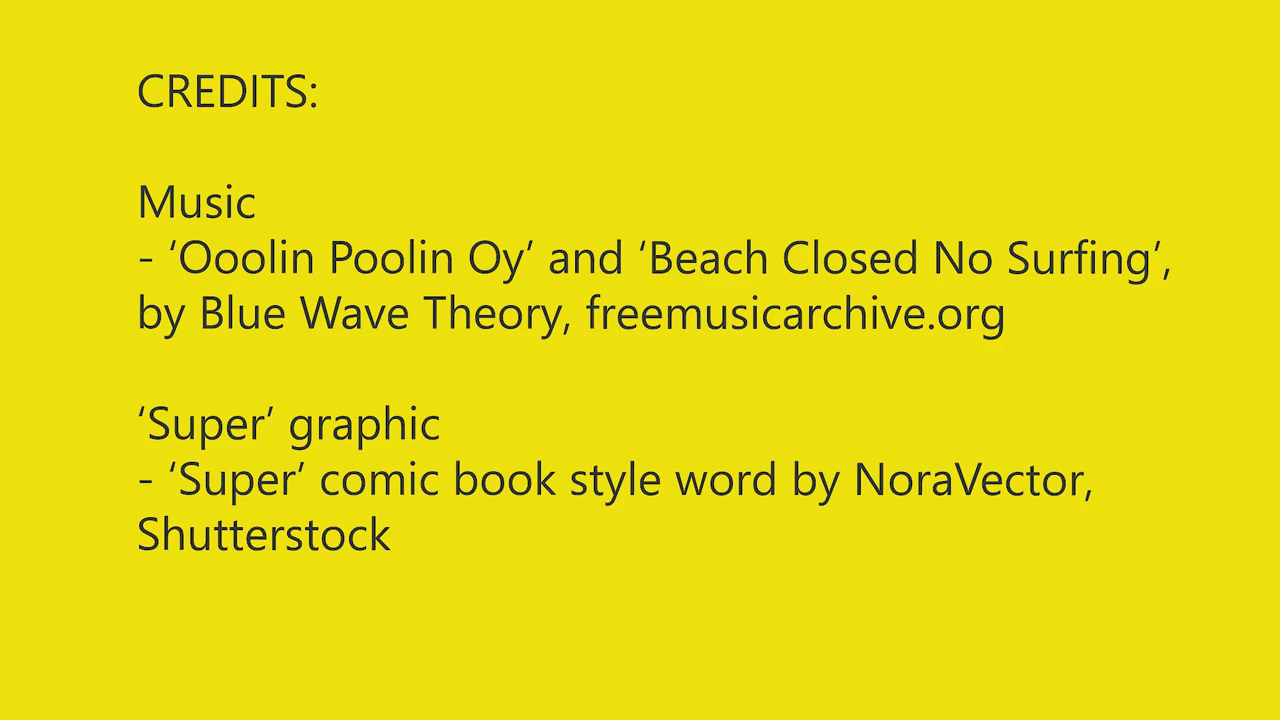 CREDITS:
Music
- ‘Ooolin Poolin Oy’ and ‘Beach Closed No Surfing’,
by Blue Wave Theory, freemusicarchive.org
‘Super’ graphic
- ‘Super’ comic book style word by NoraVector,
Shutterstock